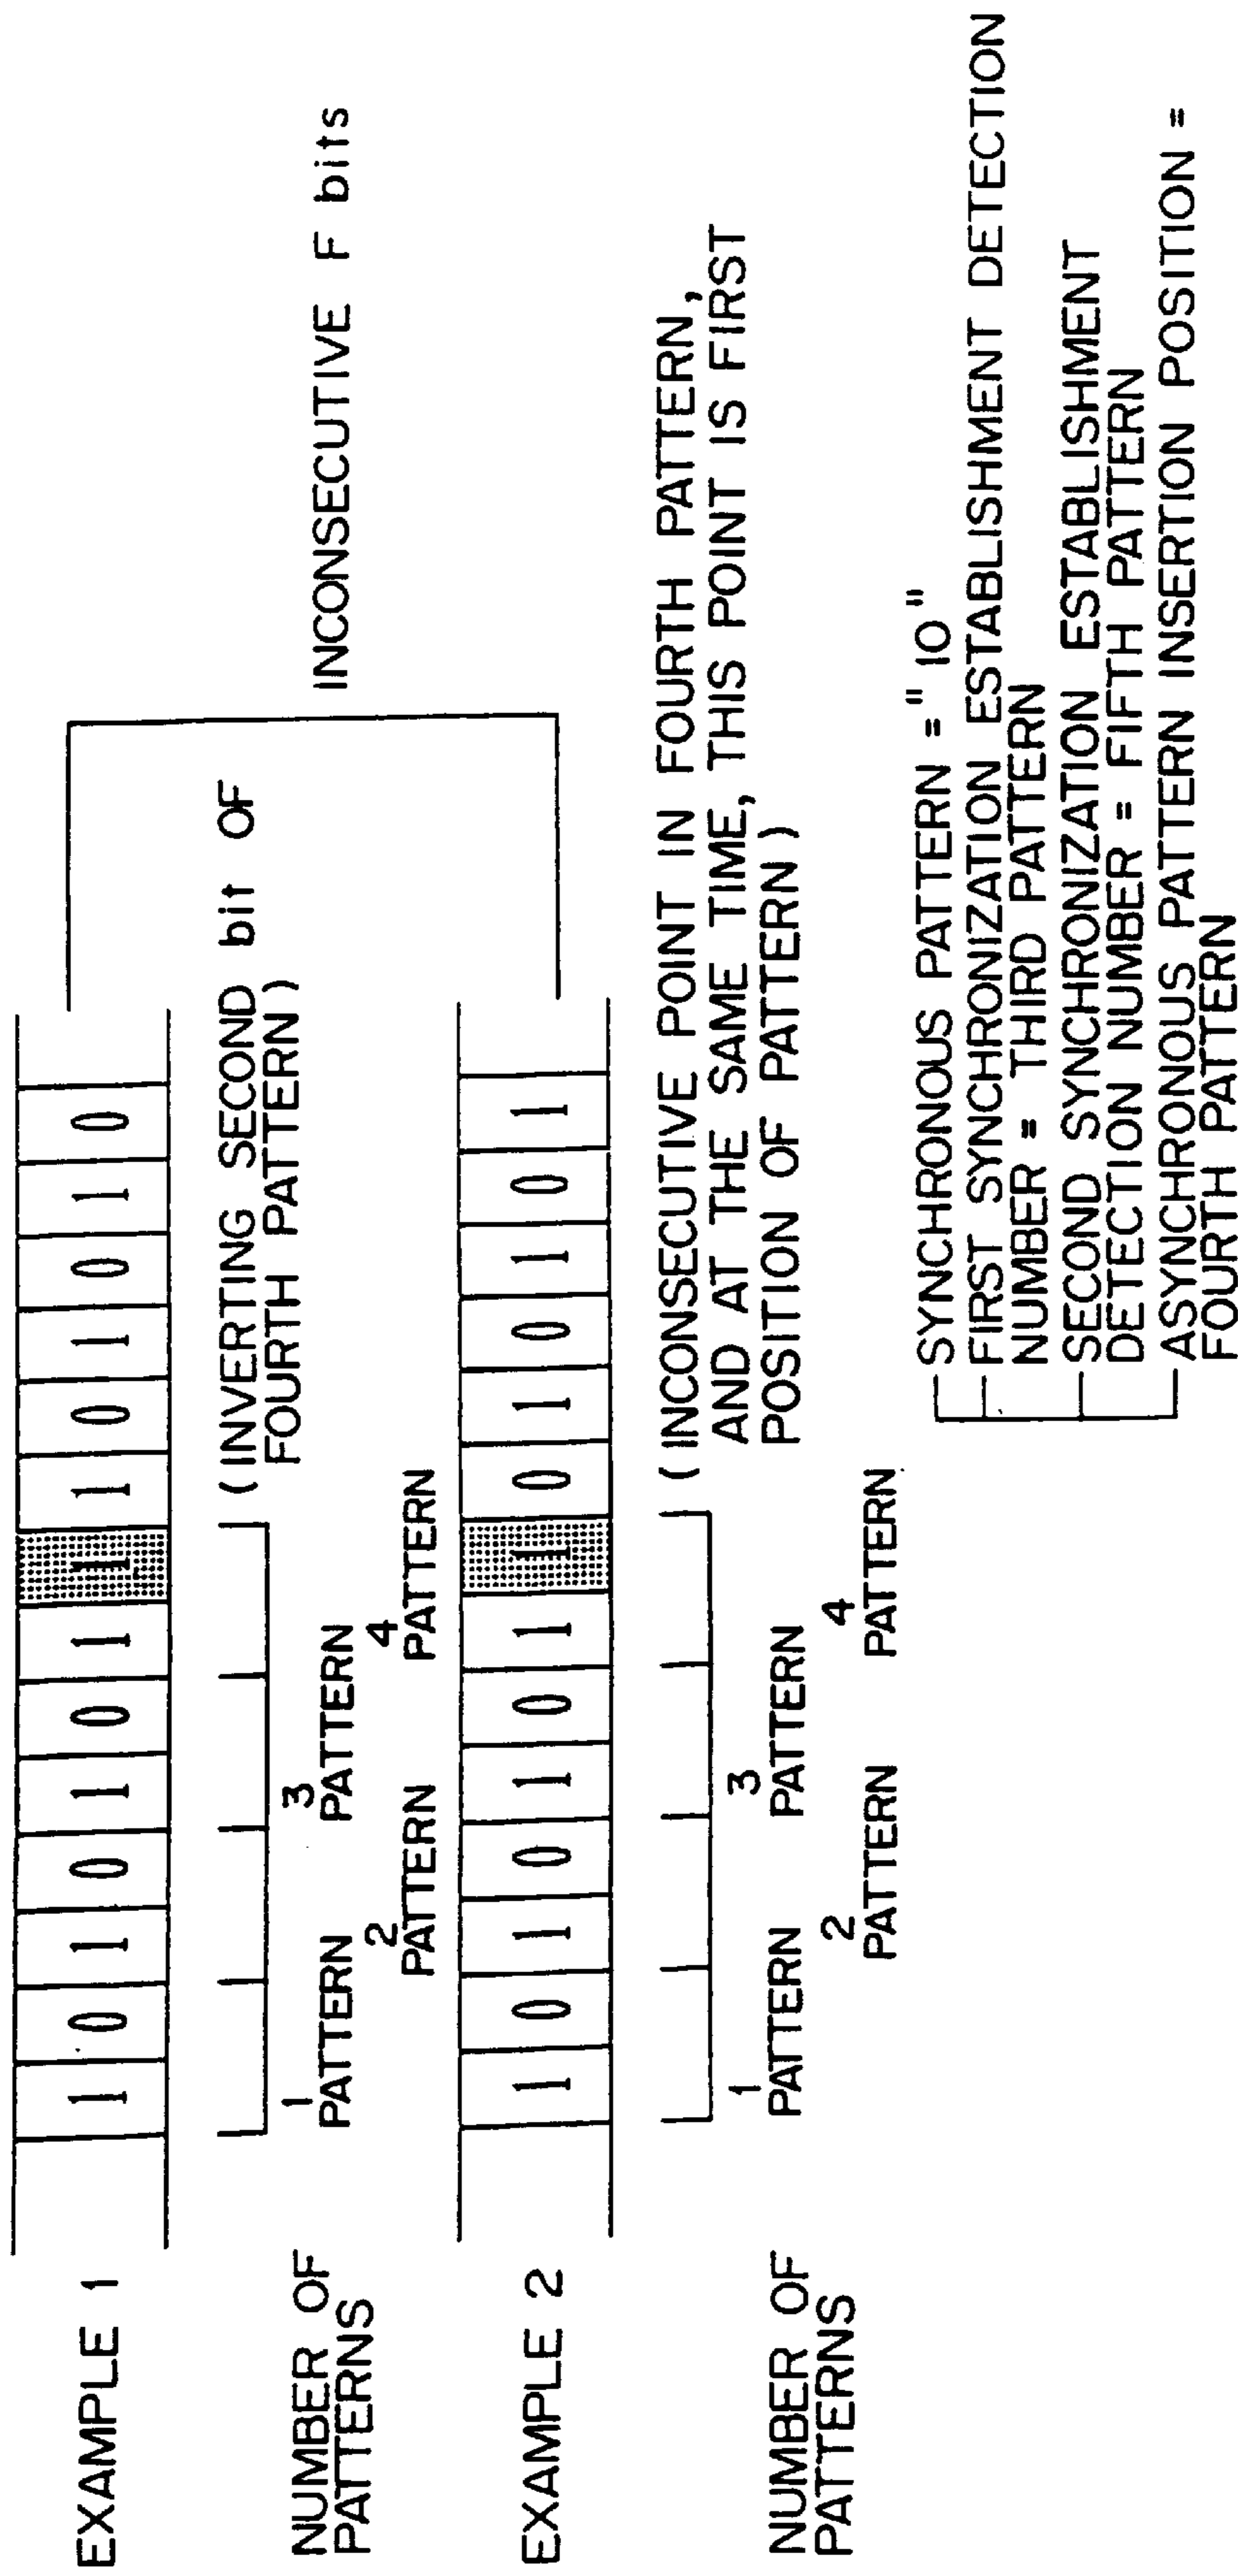 EXAMPLE 1
1 0 1 0 1 0 1 1 1 0 1 0 1 0
NUMBER OF
PATTERNS
1
PATTERN
2
PATTERN
3
PATTERN
4
PATTERN
(INVERTING SECOND bit OF
FOURTH PATTERN)
INCONSECUTIVE F bits
EXAMPLE 2
1 0 1 0 1 0 1 1 0 1 0 1 0 1
NUMBER OF
PATTERNS
1
PATTERN
2
PATTERN
3
PATTERN
4
PATTERN
(INCONSECUTIVE POINT IN FOURTH PATTERN,
AND AT THE SAME TIME, THIS POINT IS FIRST
POSITION OF PATTERN)
SYNCHRONOUS PATTERN = "10"
FIRST SYNCHRONIZATION ESTABLISHMENT DETECTION
NUMBER = THIRD PATTERN
SECOND SYNCHRONIZATION ESTABLISHMENT
DETECTION NUMBER = FIFTH PATTERN
ASYNCHRONOUS PATTERN INSERTION POSITION =
FOURTH PATTERN